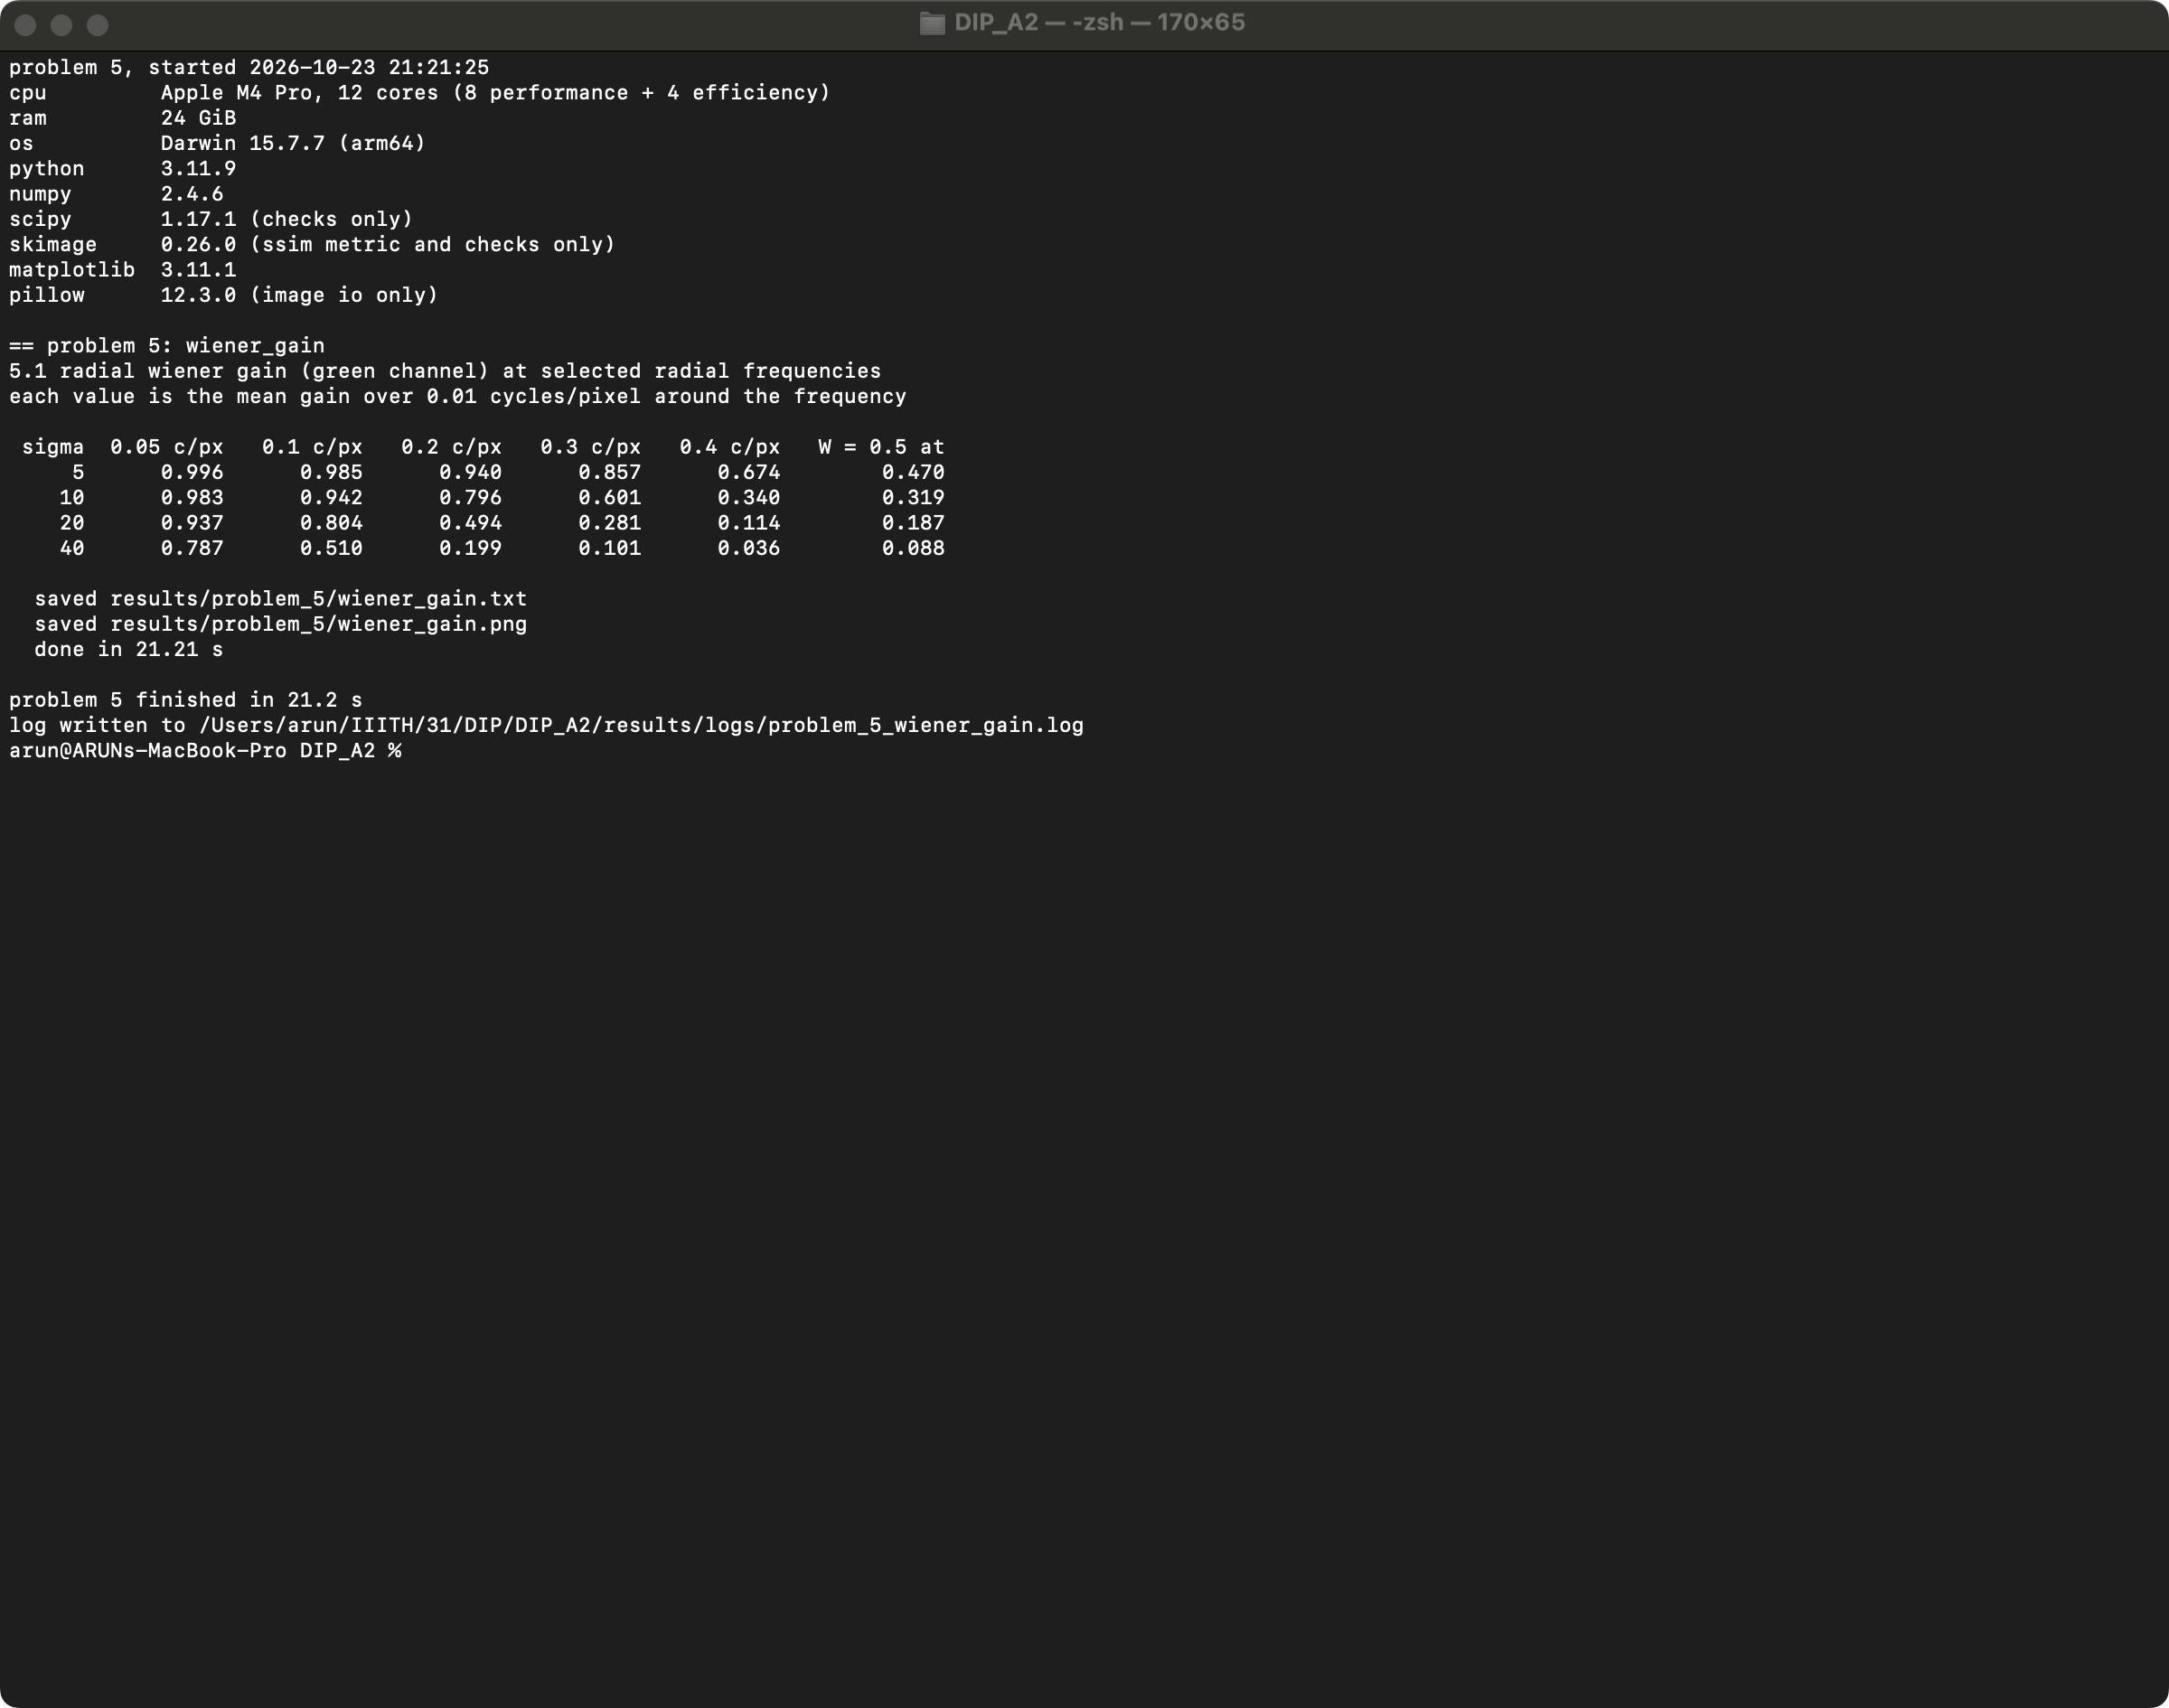 DIP_A2 — -zsh — 170×65
problem 5, started 2026-10-23 21:21:25
cpu         Apple M4 Pro, 12 cores (8 performance + 4 efficiency)
ram         24 GiB
os          Darwin 15.7.7 (arm64)
python      3.11.9
numpy       2.4.6
scipy       1.17.1 (checks only)
skimage     0.26.0 (ssim metric and checks only)
matplotlib  3.11.1
pillow      12.3.0 (image io only)

== problem 5: wiener_gain
5.1 radial wiener gain (green channel) at selected radial frequencies
each value is the mean gain over 0.01 cycles/pixel around the frequency

 sigma  0.05 c/px   0.1 c/px   0.2 c/px   0.3 c/px   0.4 c/px   W = 0.5 at
     5      0.996      0.985      0.940      0.857      0.674        0.470
    10      0.983      0.942      0.796      0.601      0.340        0.319
    20      0.937      0.804      0.494      0.281      0.114        0.187
    40      0.787      0.510      0.199      0.101      0.036        0.088

  saved results/problem_5/wiener_gain.txt
  saved results/problem_5/wiener_gain.png
  done in 21.21 s

problem 5 finished in 21.2 s
log written to /Users/arun/IIITH/31/DIP/DIP_A2/results/logs/problem_5_wiener_gain.log
arun@ARUNs-MacBook-Pro DIP_A2 %